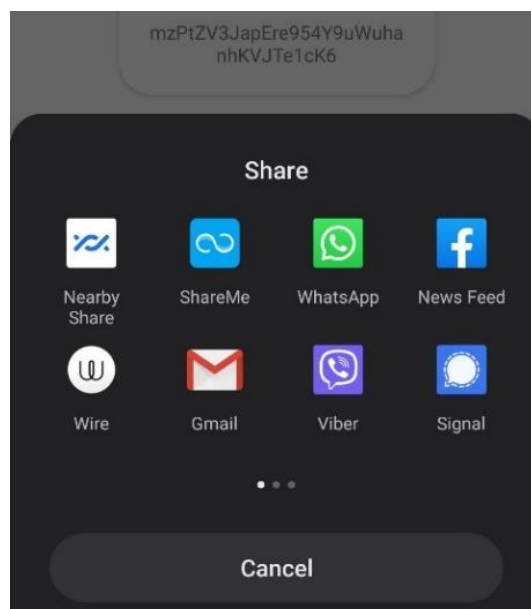 mzPtZV3JapEre954Y9uWuha
nhKVJTe1cK6
Share
Nearby
Share
ShareMe
WhatsApp
News Feed
Wire
Gmail
Viber
Signal
Cancel